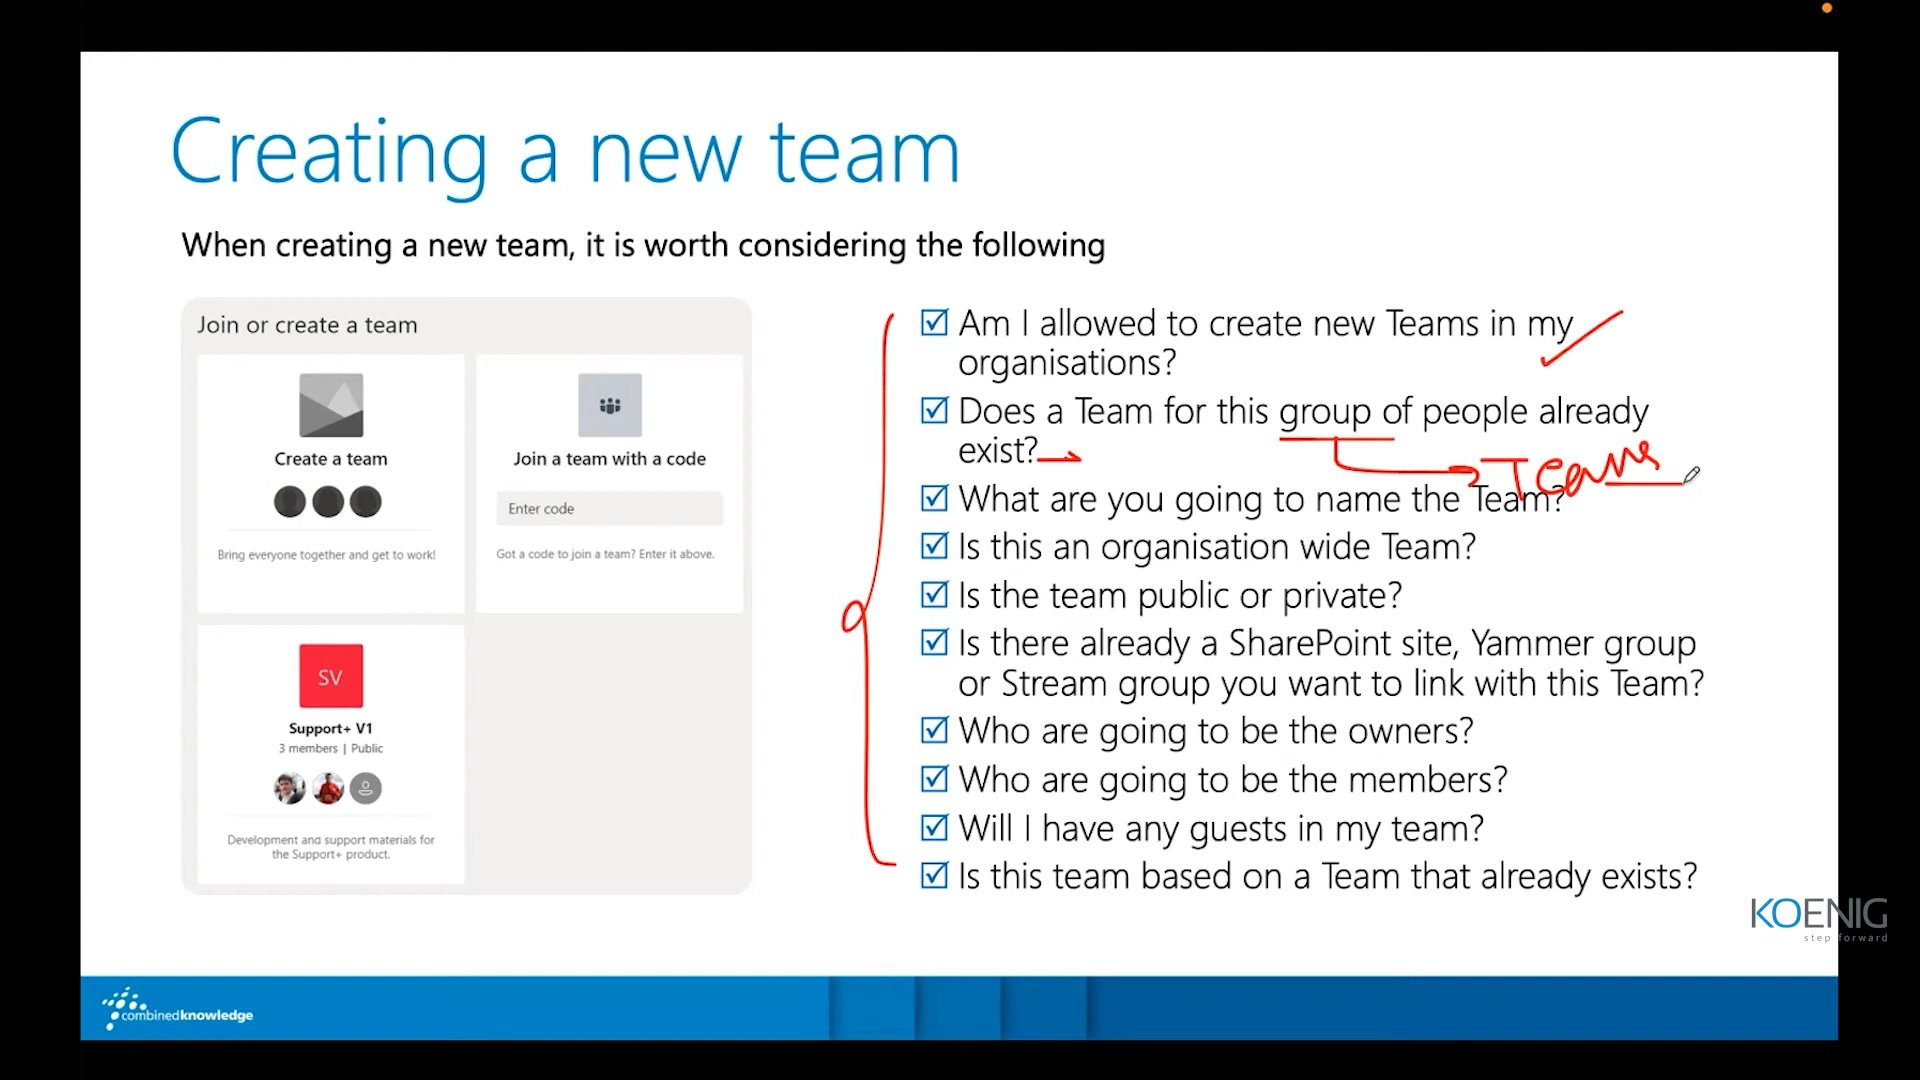 Creating a new team
When creating a new team, it is worth considering the following
Join or create a team
Create a team
Bring everyone together and get to work!
Join a team with a code
Enter code
Got a code to join a team? Enter it above.
SV
Support+ V1
3 members | Public
Development and support materials for
the Support+ product.
Am I allowed to create new Teams in my
organisations?
Does a Team for this group of people already
exist?
Teams
What are you going to name the Team?
Is this an organisation wide Team?
Is the team public or private?
Is there already a SharePoint site, Yammer group
or Stream group you want to link with this Team?
Who are going to be the owners?
Who are going to be the members?
Will I have any guests in my team?
Is this team based on a Team that already exists?
KOENIG
step forward
combinedknowledge